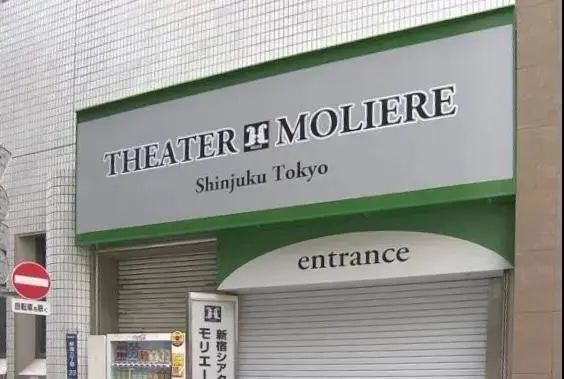 THEATER MOLIERE
Shinjuku Tokyo
entrance
自転車を除く
新宿シアタ
モリエー